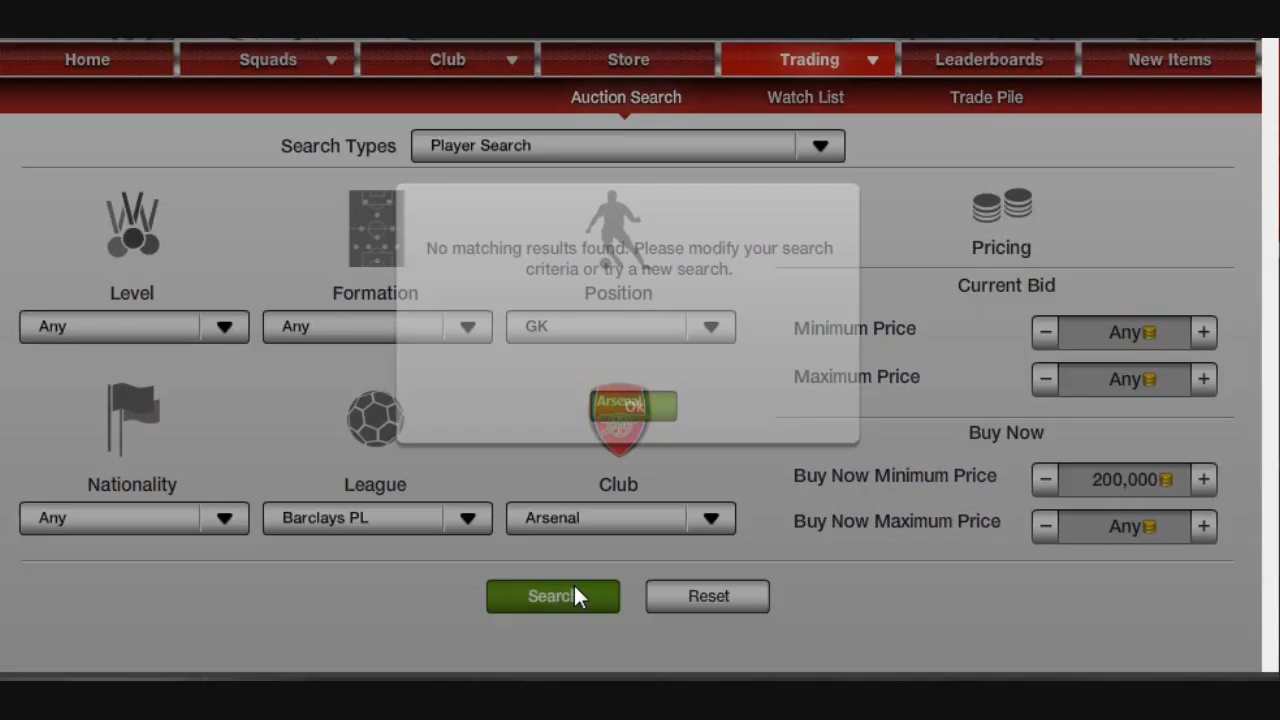 Home Squads Club Store Trading Leaderboards New Items
Auction Search Watch List Trade Pile
Search Types Player Search
No matching results found. Please modify your search
criteria or try a new search.
Pricing
Level Formation Position
Current Bid
Any Any GK
Minimum Price Any
Maximum Price Any
Arsenal
Ok
Buy Now
Nationality League Club
Buy Now Minimum Price 200,000
Any Barclays PL Arsenal
Buy Now Maximum Price Any
Search Reset